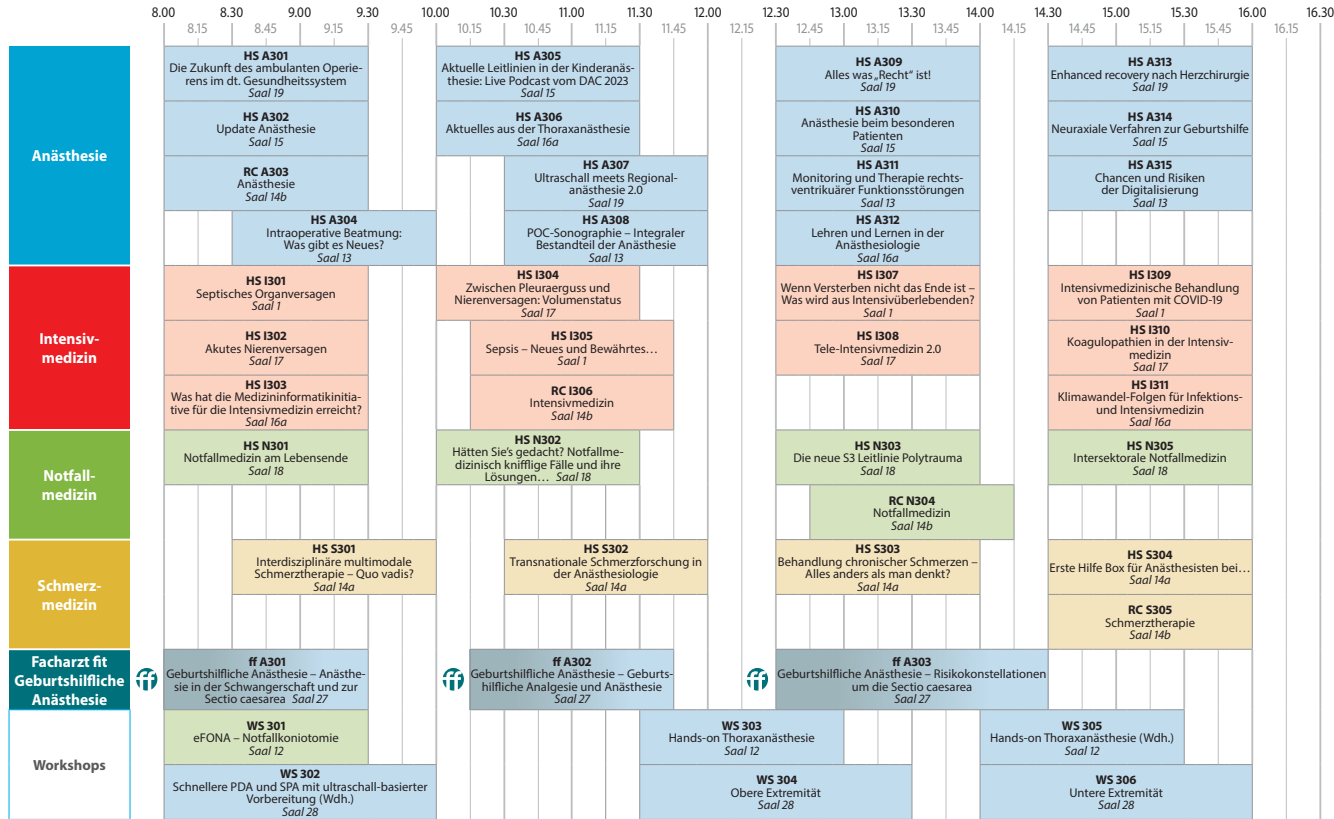 8.00 8.30 9.00 9.30 10.00 10.30 11.00 11.30 12.00 12.30 13.00 13.30 14.00 14.30 15.00 15.30 16.00 16.30
8.15 8.45 9.15 9.45 10.15 10.45 11.15 11.45 12.15 12.45 13.15 13.45 14.15 14.45 15.15 15.45 16.15
Anästhesie
HS A301
Die Zukunft des ambulanten Operie-
rens im dt. Gesundheitssystem
Saal 19
HS A305
Aktuelle Leitlinien in der Kinderanäs-
thesie: Live Podcast vom DAC 2023
Saal 15
HS A309
Alles was „Recht" ist!
Saal 19
HS A313
Enhanced recovery nach Herzchirurgie
Saal 19
HS A302
Update Anästhesie
Saal 15
HS A306
Aktuelles aus der Thoraxanästhesie
Saal 16a
HS A310
Anästhesie beim besonderen
Patienten
Saal 15
HS A314
Neuraxiale Verfahren zur Geburtshilfe
Saal 15
RC A303
Anästhesie
Saal 14b
HS A307
Ultraschall meets Regional-
anästhesie 2.0
Saal 19
HS A311
Monitoring und Therapie rechts-
ventrikuärer Funktionsstörungen
Saal 13
HS A315
Chancen und Risiken
der Digitalisierung
Saal 13
HS A304
Intraoperative Beatmung:
Was gibt es Neues?
Saal 13
HS A308
POC-Sonographie – Integraler
Bestandteil der Anästhesie
Saal 13
HS A312
Lehren und Lernen in der
Anästhesiologie
Saal 16a
Intensiv-
medizin
HS I301
Septisches Organversagen
Saal 1
HS I304
Zwischen Pleuraerguss und
Nierenversagen: Volumenstatus
Saal 17
HS I307
Wenn Versterben nicht das Ende ist –
Was wird aus Intensivüberlebenden?
Saal 1
HS I309
Intensivmedizinische Behandlung
von Patienten mit COVID-19
Saal 1
HS I302
Akutes Nierenversagen
Saal 17
HS I305
Sepsis – Neues und Bewährtes…
Saal 1
HS I308
Tele-Intensivmedizin 2.0
Saal 17
HS I310
Koagulopathien in der Intensiv-
medizin
Saal 17
HS I303
Was hat die Medizininformatikinitia-
tive für die Intensivmedizin erreicht?
Saal 16a
RC I306
Intensivmedizin
Saal 14b
HS I311
Klimawandel-Folgen für Infektions-
und Intensivmedizin
Saal 16a
Notfall-
medizin
HS N301
Notfallmedizin am Lebensende
Saal 18
HS N302
Hätten Sie's gedacht? Notfallme-
dizinisch knifflige Fälle und ihre
Lösungen… Saal 18
HS N303
Die neue S3 Leitlinie Polytrauma
Saal 18
HS N305
Intersektorale Notfallmedizin
Saal 18
RC N304
Notfallmedizin
Saal 14b
Schmerz-
medizin
HS S301
Interdisziplinäre multimodale
Schmerztherapie – Quo vadis?
Saal 14a
HS S302
Transnationale Schmerzforschung in
der Anästhesiologie
Saal 14a
HS S303
Behandlung chronischer Schmerzen –
Alles anders als man denkt?
Saal 14a
HS S304
Erste Hilfe Box für Anästhesisten bei…
Saal 14a
RC S305
Schmerztherapie
Saal 14b
Facharzt fit
Geburtshilfliche
Anästhesie
ff
ff A301
Geburtshilfliche Anästhesie – Anästhe-
sie in der Schwangerschaft und zur
Sectio caesarea Saal 27
ff
ff A302
Geburtshilfliche Anästhesie – Geburts-
hilfliche Analgesie und Anästhesie
Saal 27
ff
ff A303
Geburtshilfliche Anästhesie – Risikokonstellationen
um die Sectio caesarea
Saal 27
Workshops
WS 301
eFONA – Notfallkoniotomie
Saal 12
WS 303
Hands-on Thoraxanästhesie
Saal 12
WS 305
Hands-on Thoraxanästhesie (Wdh.)
Saal 12
WS 302
Schnellere PDA und SPA mit ultraschall-basierter
Vorbereitung (Wdh.)
Saal 28
WS 304
Obere Extremität
Saal 28
WS 306
Untere Extremität
Saal 28